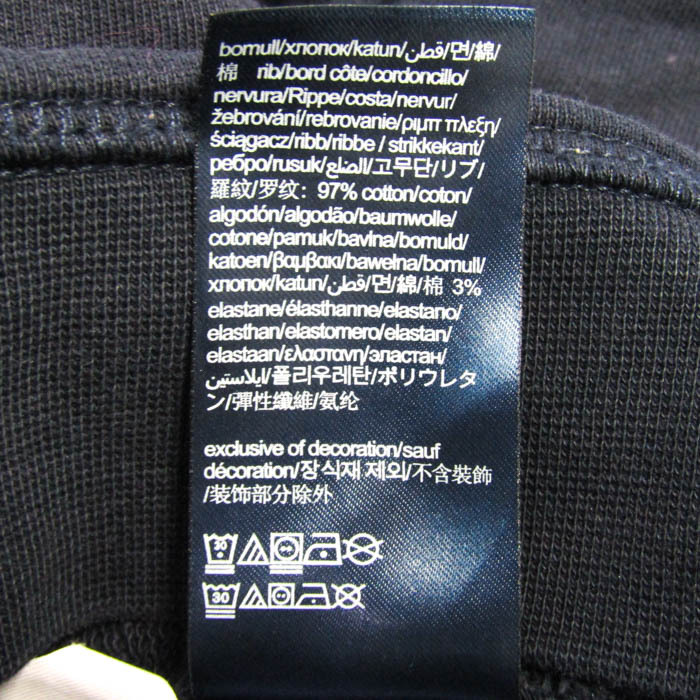 bomull/хлопок/katun/قطن/면/綿/
棉 rib/bord côte/cordoncillo/
nervura/Rippe/costa/nervur/
žebrování/rebrovanie/ριμπ πλεξη/
ściągacz/ribb/ribbe / strikkekant/
ребро/rusuk/الضلع/고무단/リブ/
羅紋/罗纹: 97% cotton/coton/
algodón/algodão/baumwolle/
cotone/pamuk/bavlna/bomuld/
katoen/βαμβακι/bawełna/bomull/
хлопок/katun/قطن/면/綿/棉 3%
elastane/élasthanne/elastano/
elasthan/elastomero/elastan/
elastaan/ελαστανη/эластан/
ايلاستين/폴리우레탄/ポリウレタ
ン/彈性纖維/氨纶
exclusive of decoration/sauf
décoration/장식재 제외/不含裝飾
/装饰部分除外
30
30